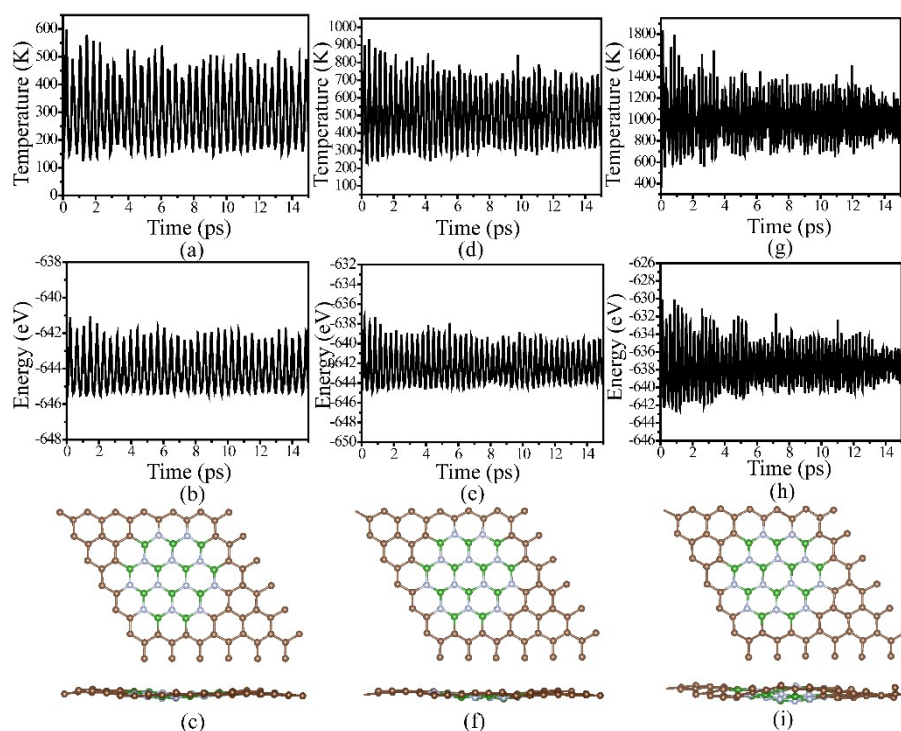 Temperature (K)
600
500
400
300
200
100
0
0 2 4 6 8 10 12 14
Time (ps)
(a)
Temperature (K)
1000
900
800
700
600
500
400
300
200
100
0 2 4 6 8 10 12 14
Time (ps)
(d)
Temperature (K)
1800
1600
1400
1200
1000
800
600
400
0 2 4 6 8 10 12 14
Time (ps)
(g)
Energy (eV)
-638
-640
-642
-644
-646
-648
0 2 4 6 8 10 12 14
Time (ps)
(b)
Energy (eV)
-632
-634
-636
-638
-640
-642
-644
-646
-648
-650
0 2 4 6 8 10 12 14
Time (ps)
(e)
Energy (eV)
-626
-628
-630
-632
-634
-636
-638
-640
-642
-644
-646
0 2 4 6 8 10 12 14
Time (ps)
(h)
(c)
(f)
(i)